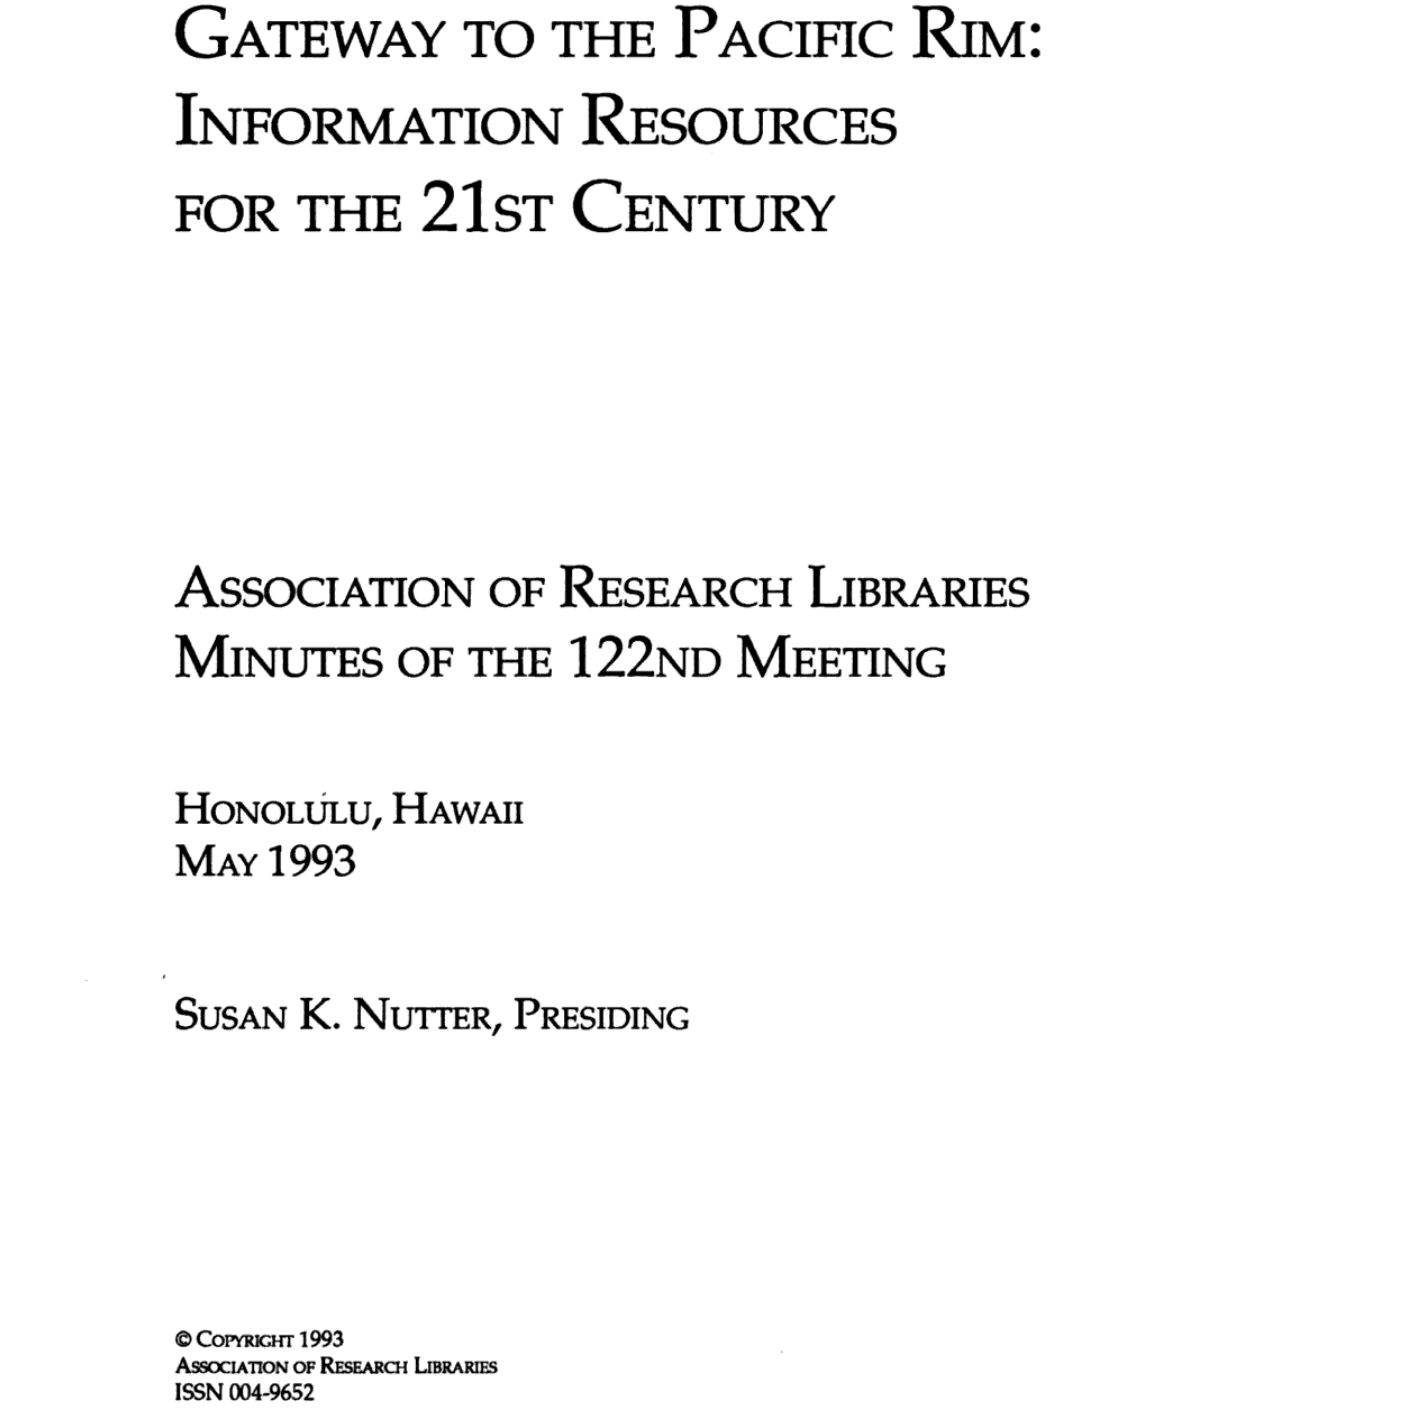 Gateway to the Pacific Rim:
Information Resources
for the 21st Century
Association of Research Libraries
Minutes of the 122nd Meeting
Honolulu, Hawaii
May 1993
Susan K. Nutter, Presiding
© Copyright 1993
Association of Research Libraries
ISSN 004-9652